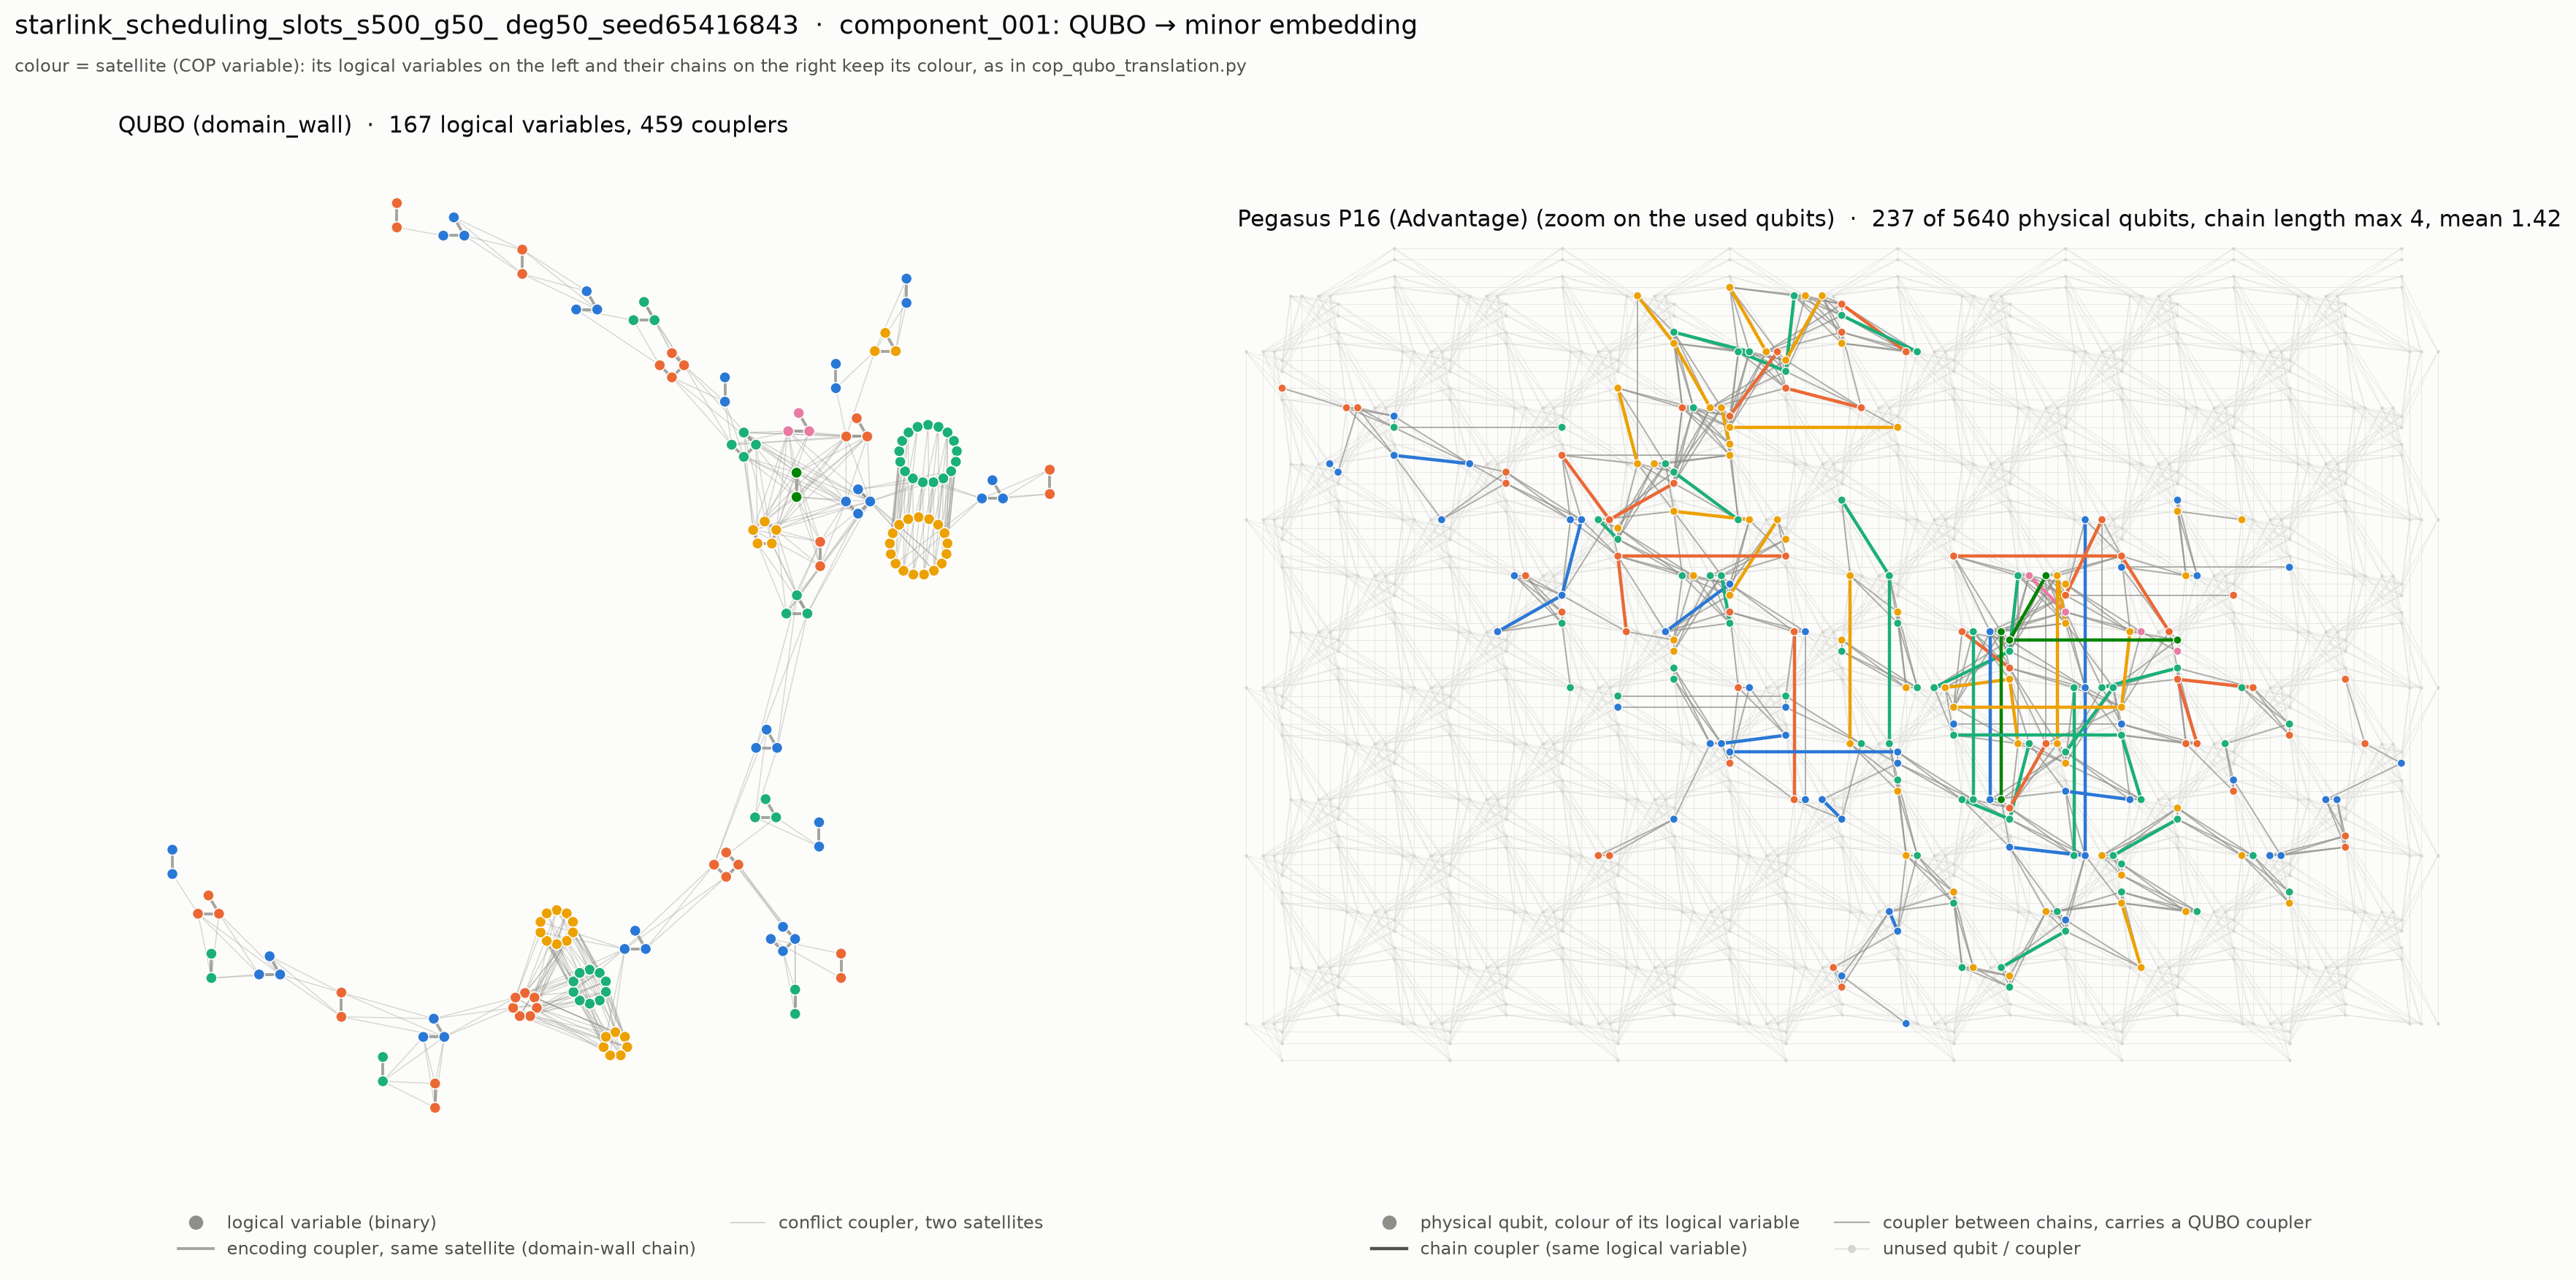 starlink_scheduling_slots_s500_g50_ deg50_seed65416843 · component_001: QUBO → minor embedding
colour = satellite (COP variable): its logical variables on the left and their chains on the right keep its colour, as in cop_qubo_translation.py
QUBO (domain_wall) · 167 logical variables, 459 couplers
Pegasus P16 (Advantage) (zoom on the used qubits) · 237 of 5640 physical qubits, chain length max 4, mean 1.42
logical variable (binary)
encoding coupler, same satellite (domain-wall chain)
conflict coupler, two satellites
physical qubit, colour of its logical variable
chain coupler (same logical variable)
coupler between chains, carries a QUBO coupler
unused qubit / coupler